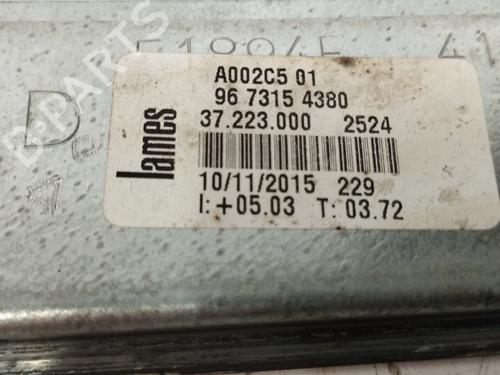 A002C5 01
96 7315 4380
37.223.000 2524
lames
10/11/2015 229
I: +05.03 T: 03.72
D
B-PARTS